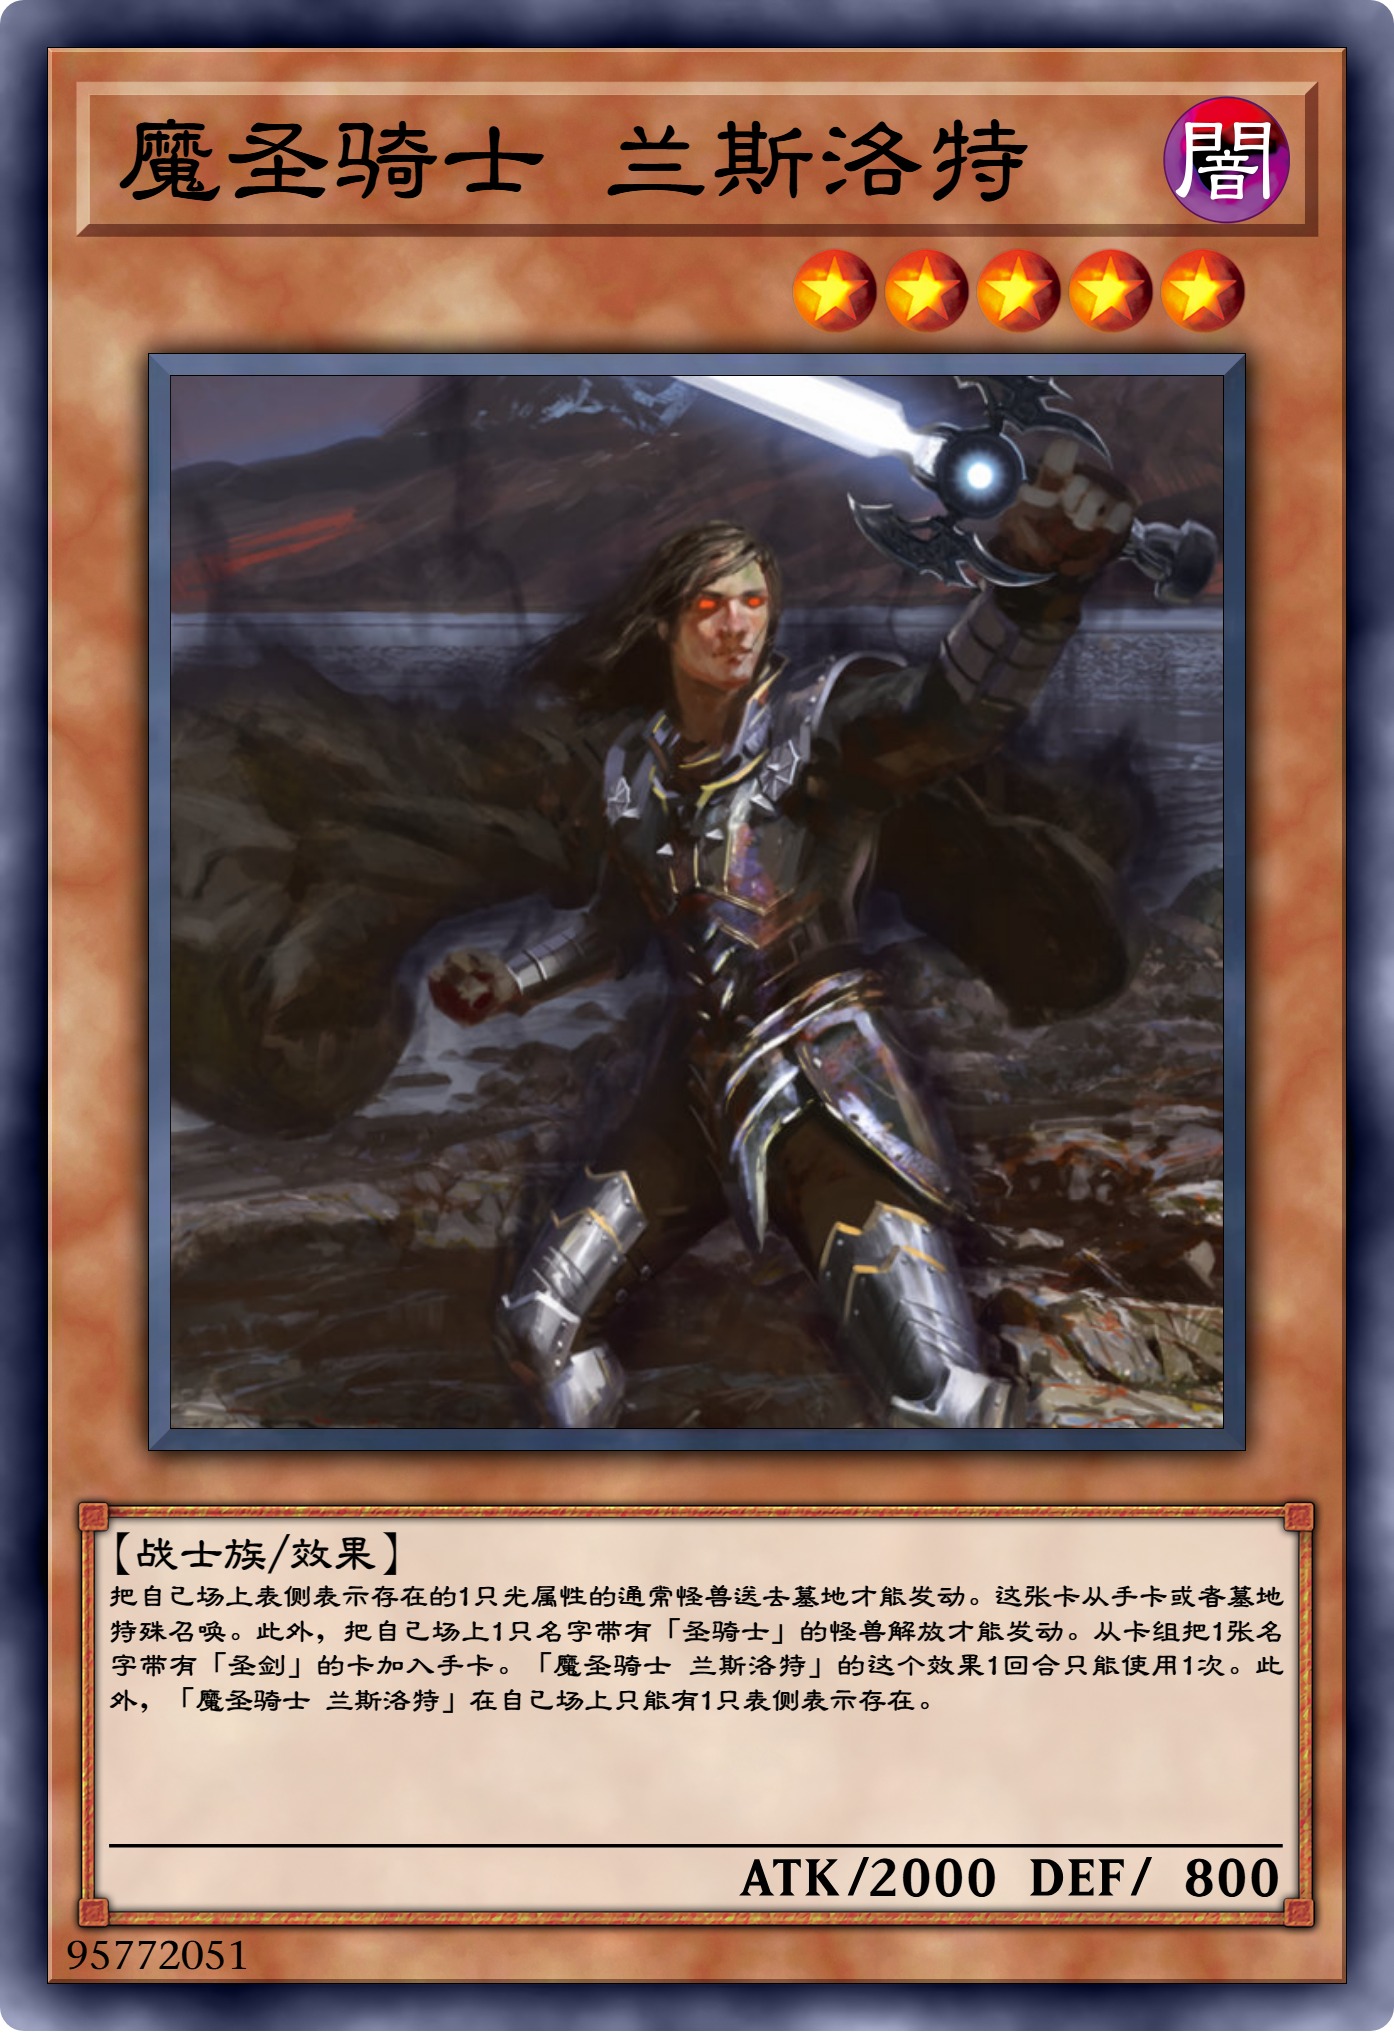 魔圣骑士 兰斯洛特
闇
【战士族/效果】
把自己场上表侧表示存在的1只光属性的通常怪兽送去墓地才能发动。这张卡从手卡或者墓地
特殊召唤。此外，把自己场上1只名字带有「圣骑士」的怪兽解放才能发动。从卡组把1张名
字带有「圣剑」的卡加入手卡。「魔圣骑士 兰斯洛特」的这个效果1回合只能使用1次。此
外，「魔圣骑士 兰斯洛特」在自己场上只能有1只表侧表示存在。
ATK/2000 DEF/ 800
95772051